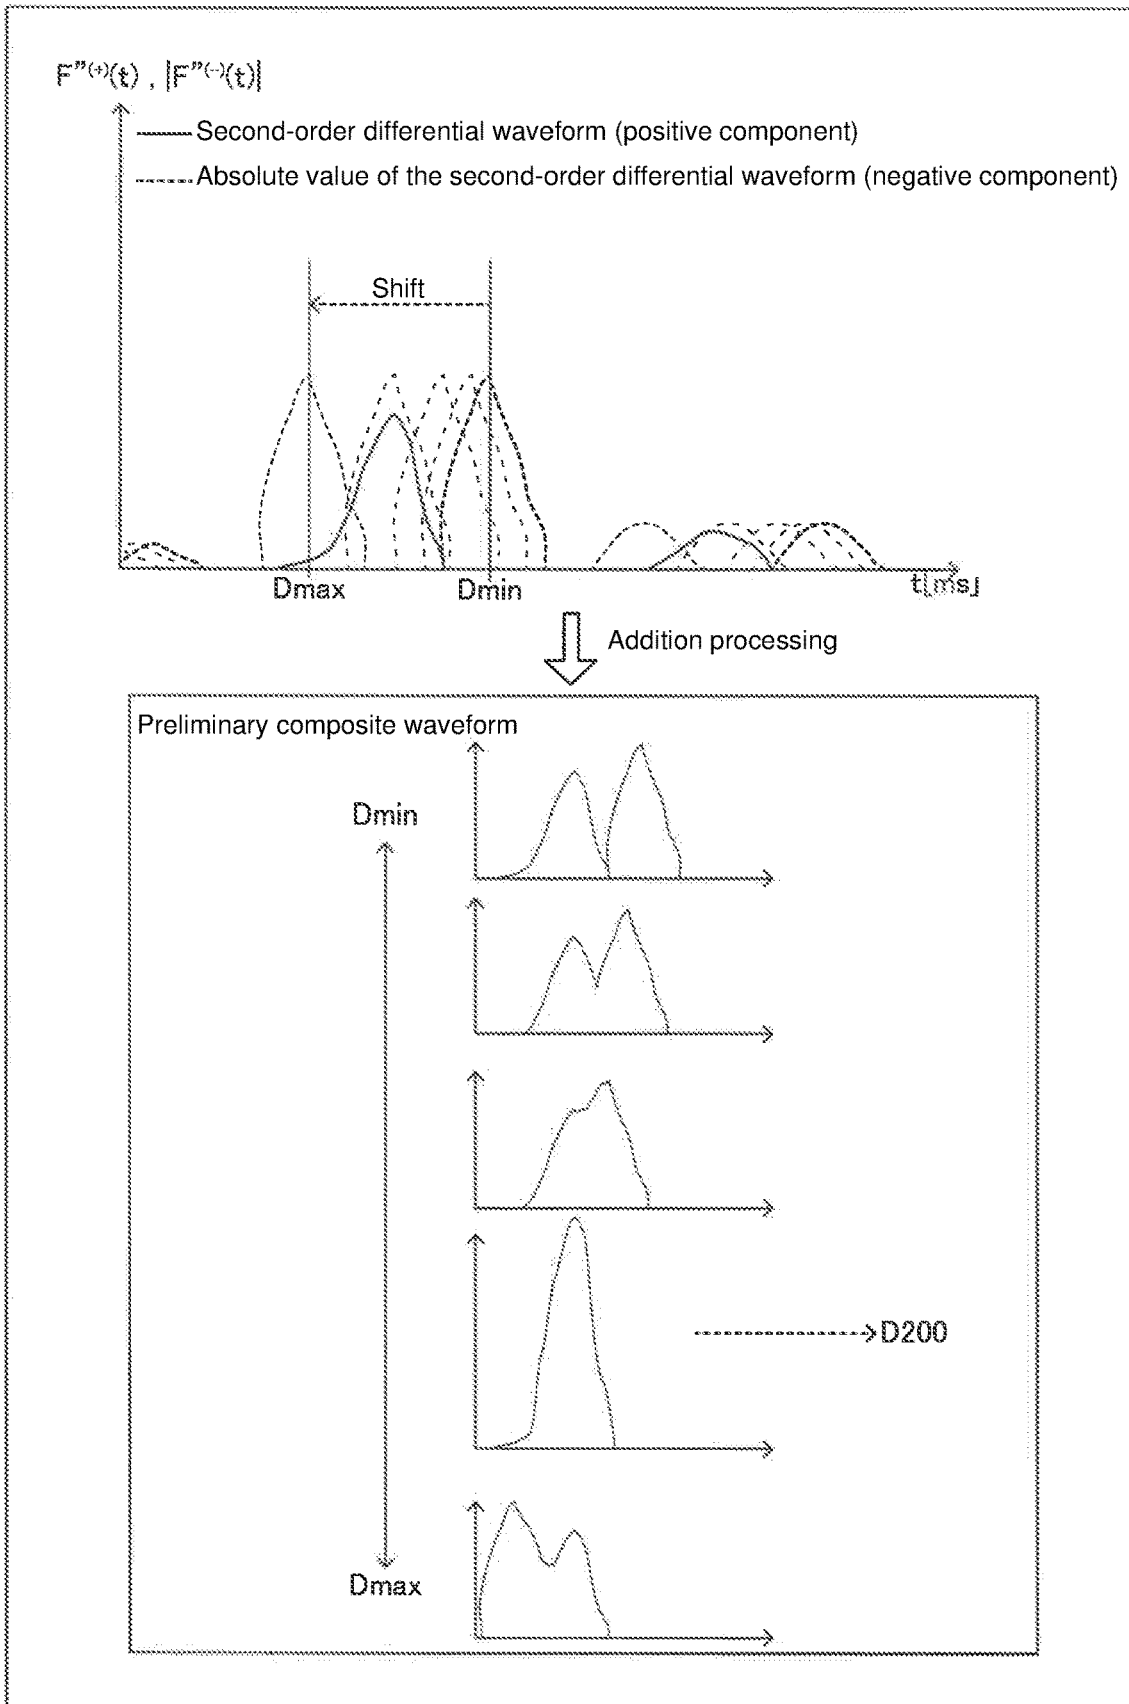 F"(+)(t) , |F"(-)(t)|
Second-order differential waveform (positive component)
Absolute value of the second-order differential waveform (negative component)
Shift
Dmax Dmin t[ms]
Addition processing
Preliminary composite waveform
Dmin
D200
Dmax